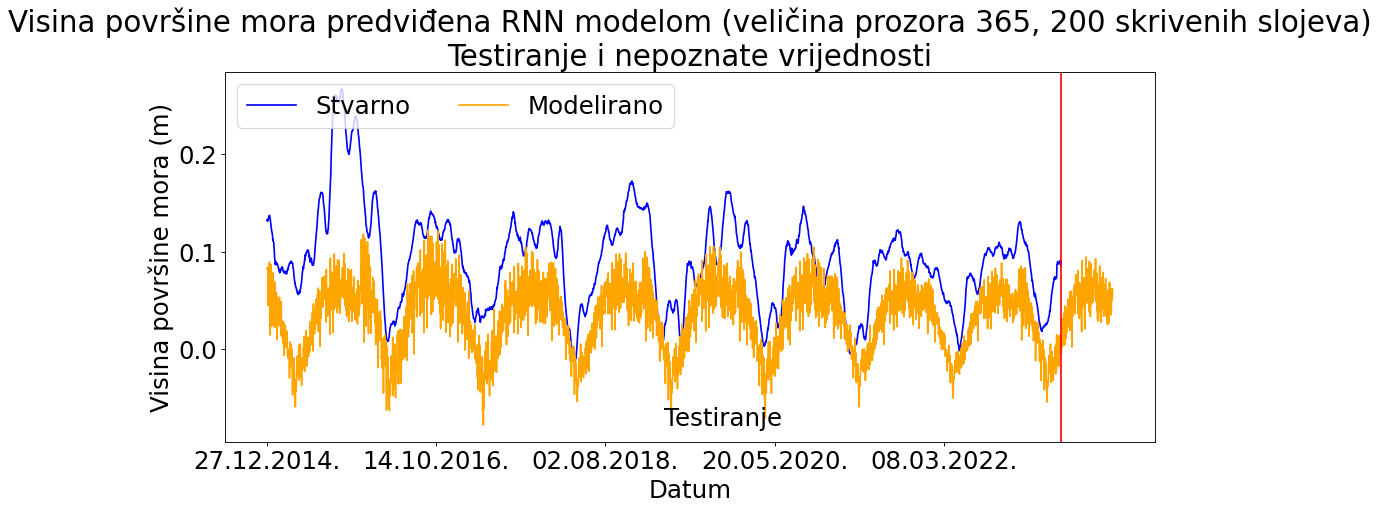 Visina površine mora predviđena RNN modelom (veličina prozora 365, 200 skrivenih slojeva)
Testiranje i nepoznate vrijednosti
Stvarno
Modelirano
Visina površine mora (m)
0.2
0.1
0.0
Testiranje
27.12.2014.
14.10.2016.
02.08.2018.
20.05.2020.
08.03.2022.
Datum